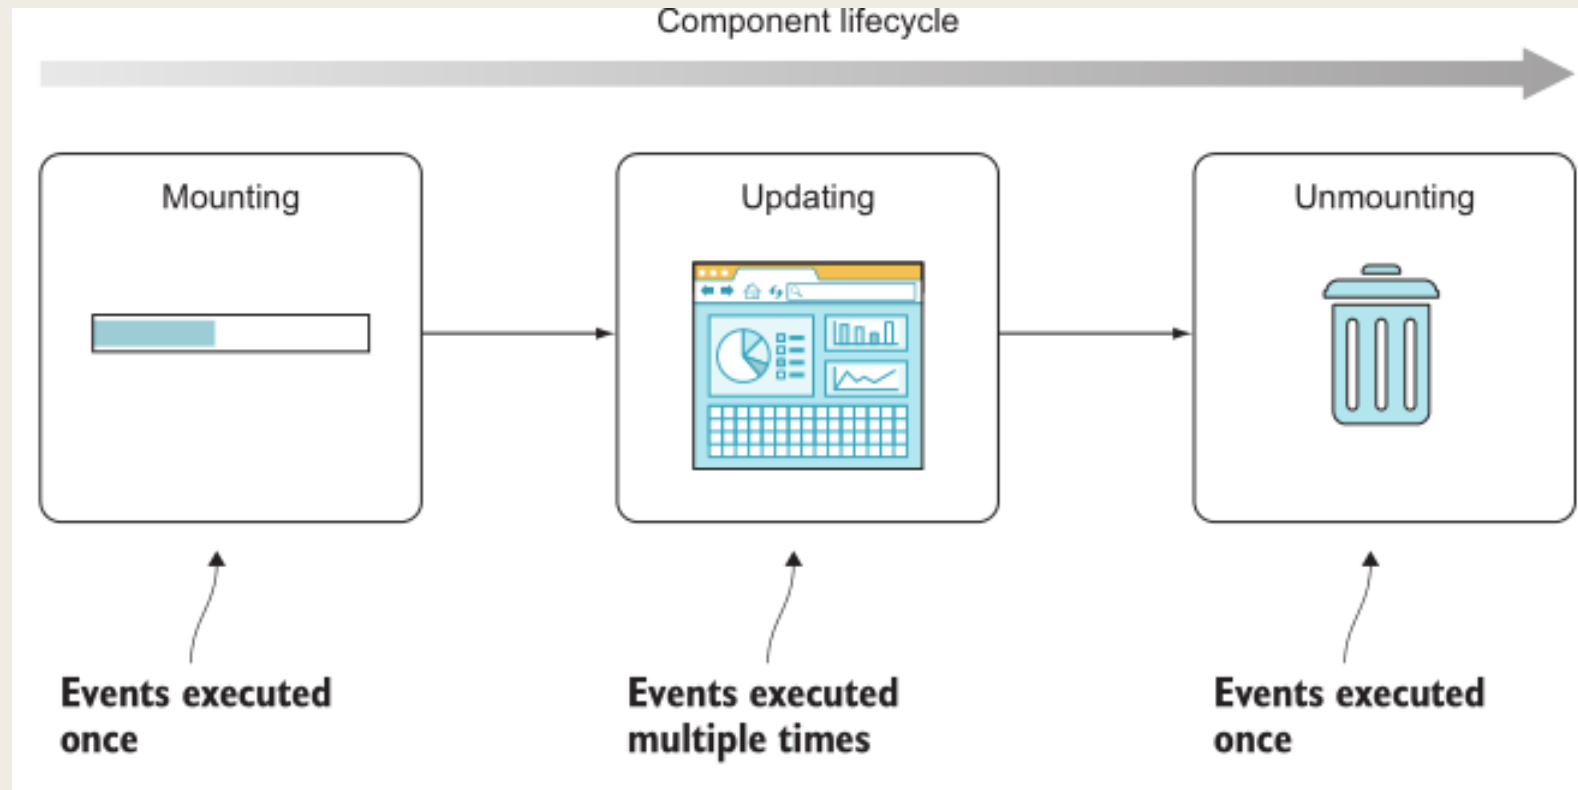 Component lifecycle
Mounting
Updating
Unmounting
Events executed
once
Events executed
multiple times
Events executed
once